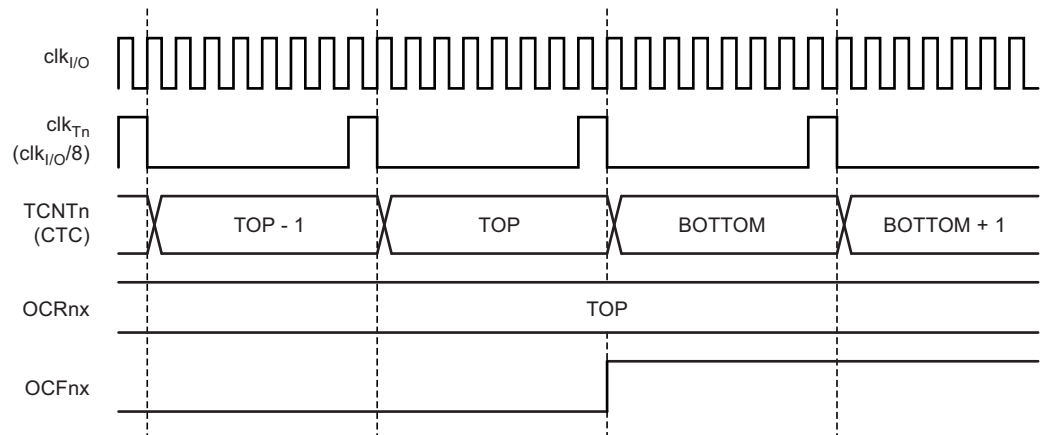 clkI/O
clkTn
(clkI/O/8)
TCNTn
(CTC)
TOP - 1
TOP
BOTTOM
BOTTOM + 1
OCRnx
TOP
OCFnx